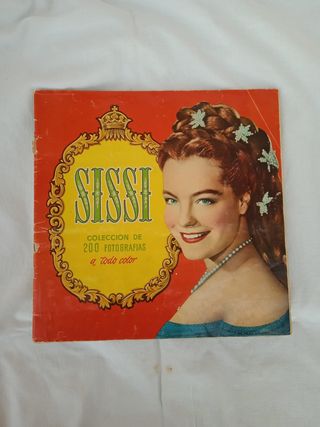 SISSI
COLECCION DE
200 FOTOGRAFIAS
a todo color